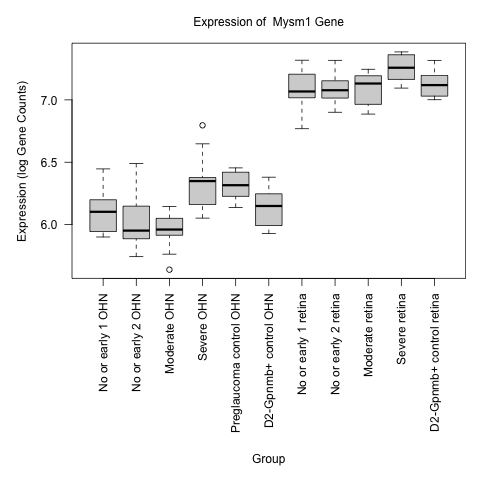 Expression of  Mysm1 Gene
Expression (log Gene Counts)
7.0
6.5
6.0
No or early 1 OHN
No or early 2 OHN
Moderate OHN
Severe OHN
Preglaucoma control OHN
D2-Gpnmb+ control OHN
No or early 1 retina
No or early 2 retina
Moderate retina
Severe retina
D2-Gpnmb+ control retina
Group